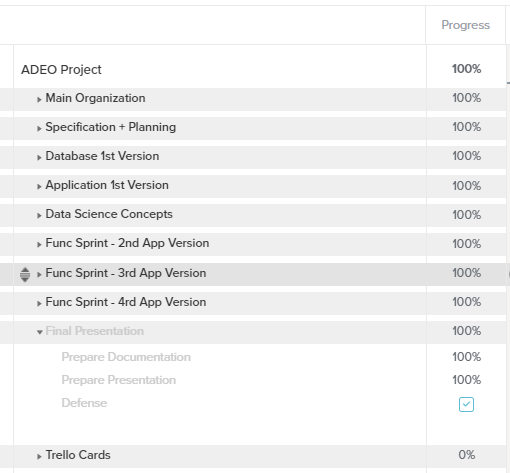 Progress
ADEO Project 100%
Main Organization 100%
Specification + Planning 100%
Database 1st Version 100%
Application 1st Version 100%
Data Science Concepts 100%
Func Sprint - 2nd App Version 100%
Func Sprint - 3rd App Version 100%
Func Sprint - 4rd App Version 100%
Final Presentation 100%
Prepare Documentation 100%
Prepare Presentation 100%
Defense
Trello Cards 0%